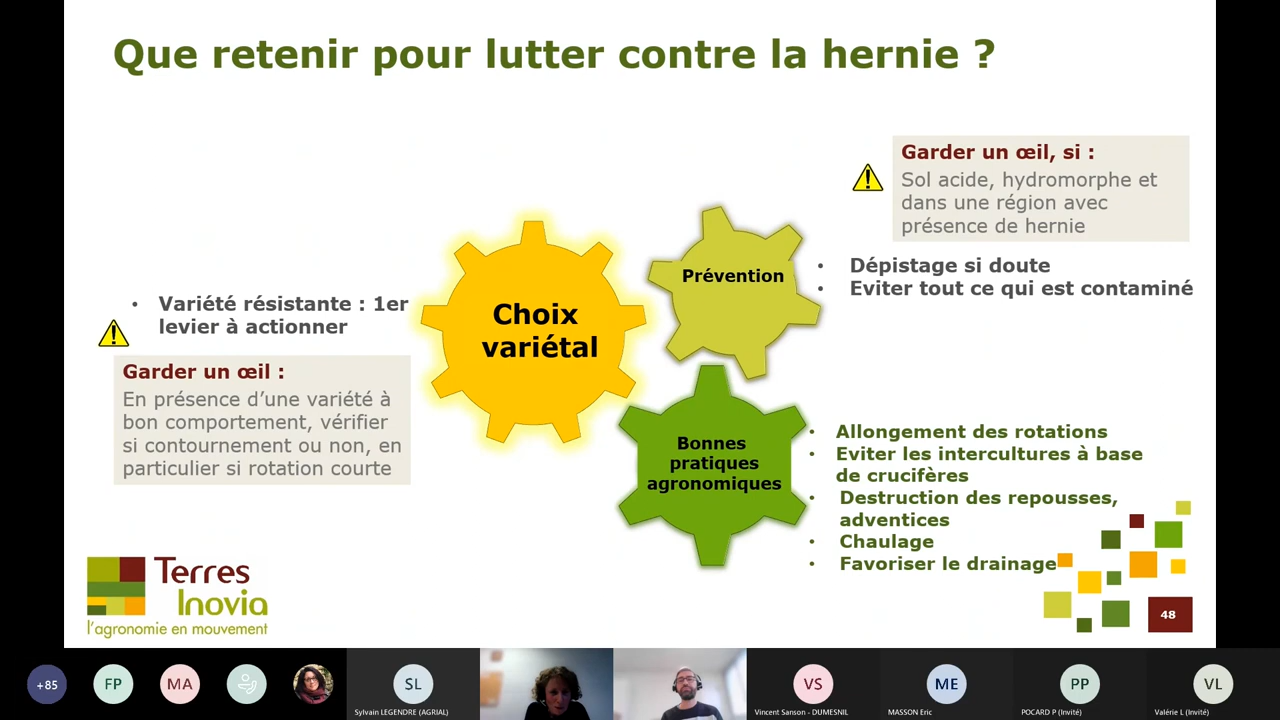 Que retenir pour lutter contre la hernie ?
Garder un œil, si :
Sol acide, hydromorphe et
dans une région avec
présence de hernie
Prévention
• Dépistage si doute
• Eviter tout ce qui est contaminé
• Variété résistante : 1er
levier à actionner
Choix
variétal
Garder un œil :
En présence d’une variété à
bon comportement, vérifier
si contournement ou non, en
particulier si rotation courte
Bonnes
pratiques
agronomiques
• Allongement des rotations
• Eviter les intercultures à base
de crucifères
• Destruction des repousses,
adventices
• Chaulage
• Favoriser le drainage
Terres
Inovia
l’agronomie en mouvement
48
+85
FP
MA
SL
Sylvain LEGENDRE (AGRIAL)
VS
Vincent Sanson - DUMESNIL
ME
MASSON Eric
PP
POCARD P (Invité)
VL
Valérie L (Invité)